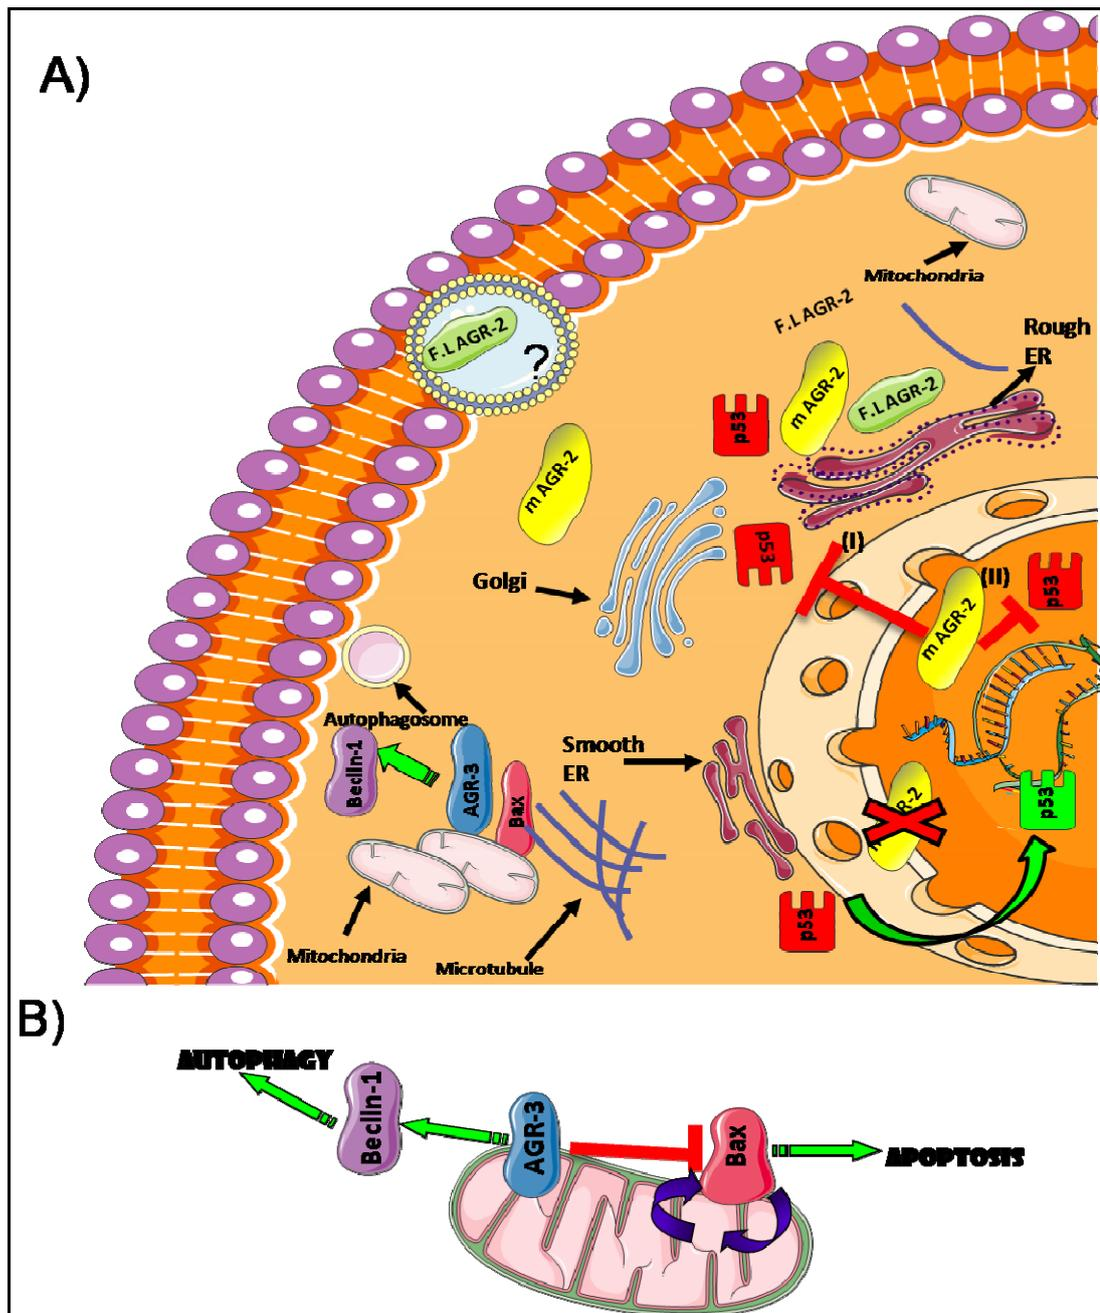 A)
Mitochondria
F.L AGR-2
Rough
ER
F.L AGR-2
?
m AGR-2
F.L AGR-2
p53
m AGR-2
p53
(I)
(II)
p53
m AGR-2
Golgi
Autophagosome
Beclin-1
AGR-3
Bax
Smooth
ER
p53
p53
Mitochondria
Microtubule
B)
AUTOPHAGY
Beclin-1
AGR-3
Bax
APOPTOSIS